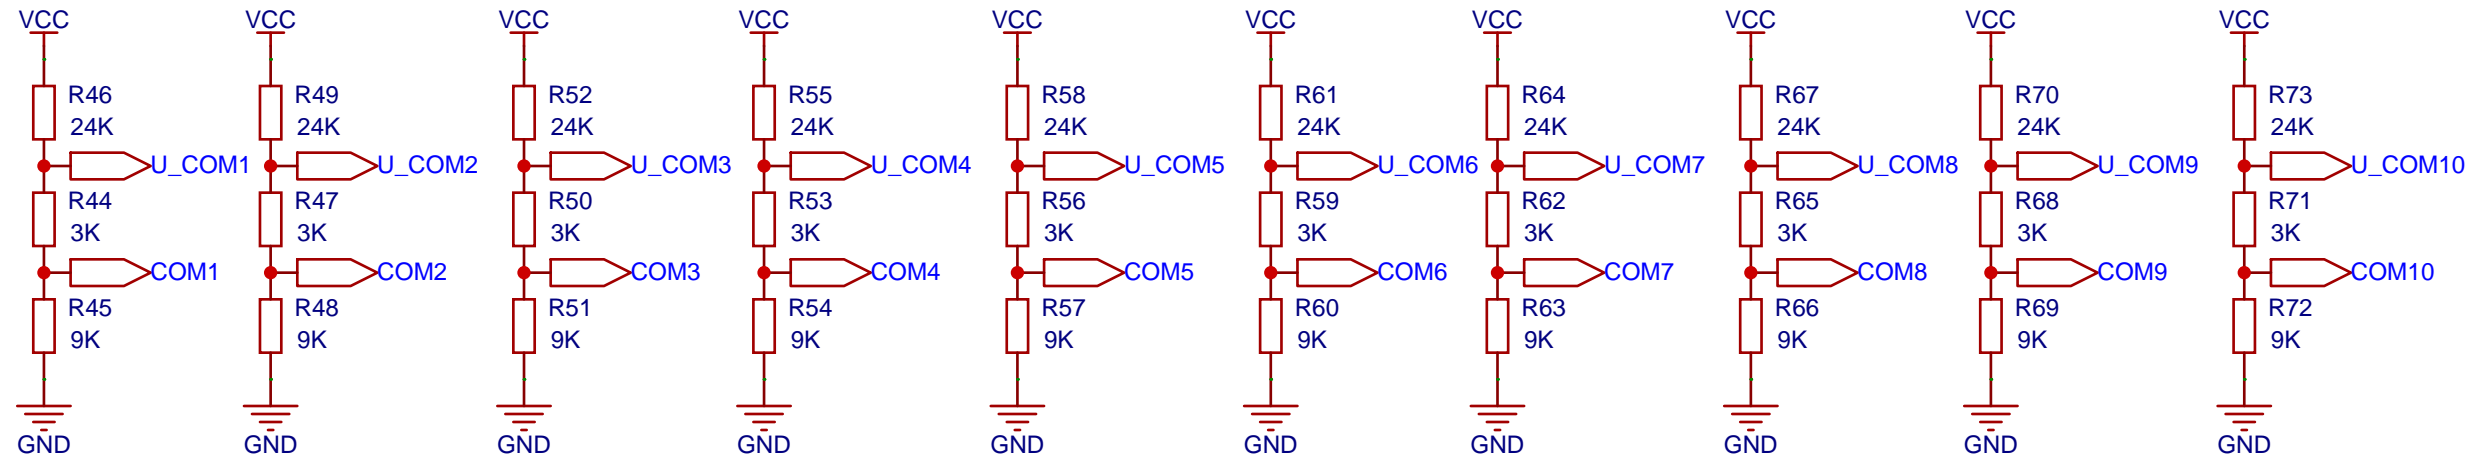 VCC VCC VCC VCC VCC VCC VCC VCC VCC VCC
R46 R49 R52 R55 R58 R61 R64 R67 R70 R73
24K 24K 24K 24K 24K 24K 24K 24K 24K 24K
U_COM1 U_COM2 U_COM3 U_COM4 U_COM5 U_COM6 U_COM7 U_COM8 U_COM9 U_COM10
R44 R47 R50 R53 R56 R59 R62 R65 R68 R71
3K 3K 3K 3K 3K 3K 3K 3K 3K 3K
COM1 COM2 COM3 COM4 COM5 COM6 COM7 COM8 COM9 COM10
R45 R48 R51 R54 R57 R60 R63 R66 R69 R72
9K 9K 9K 9K 9K 9K 9K 9K 9K 9K
GND GND GND GND GND GND GND GND GND GND